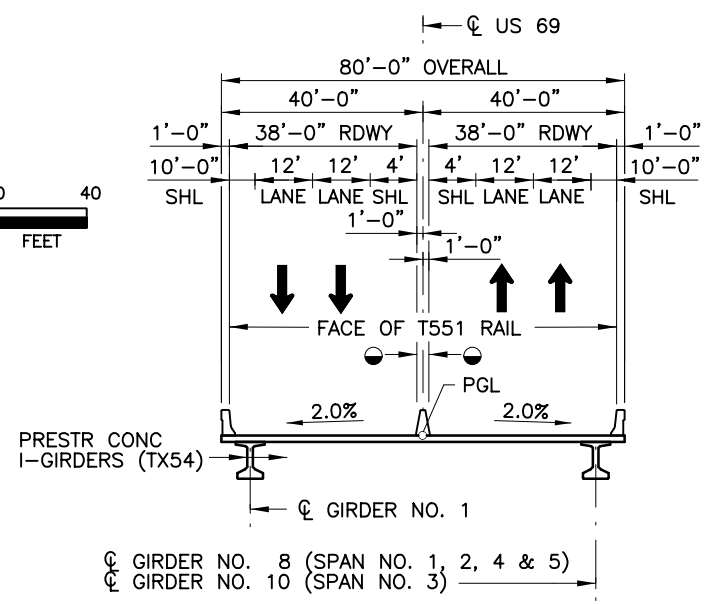 ℄ US 69
80'-0" OVERALL
40'-0" 40'-0"
1'-0" 38'-0" RDWY 38'-0" RDWY 1'-0"
10'-0" 12' 12' 4' 4' 12' 12' 10'-0"
SHL LANE LANE SHL SHL LANE LANE SHL
0 40
FEET
1'-0"
1'-0"
FACE OF T551 RAIL
PGL
2.0% 2.0%
PRESTR CONC
I-GIRDERS (TX54)
℄ GIRDER NO. 1
℄ GIRDER NO. 8 (SPAN NO. 1, 2, 4 & 5)
℄ GIRDER NO. 10 (SPAN NO. 3)